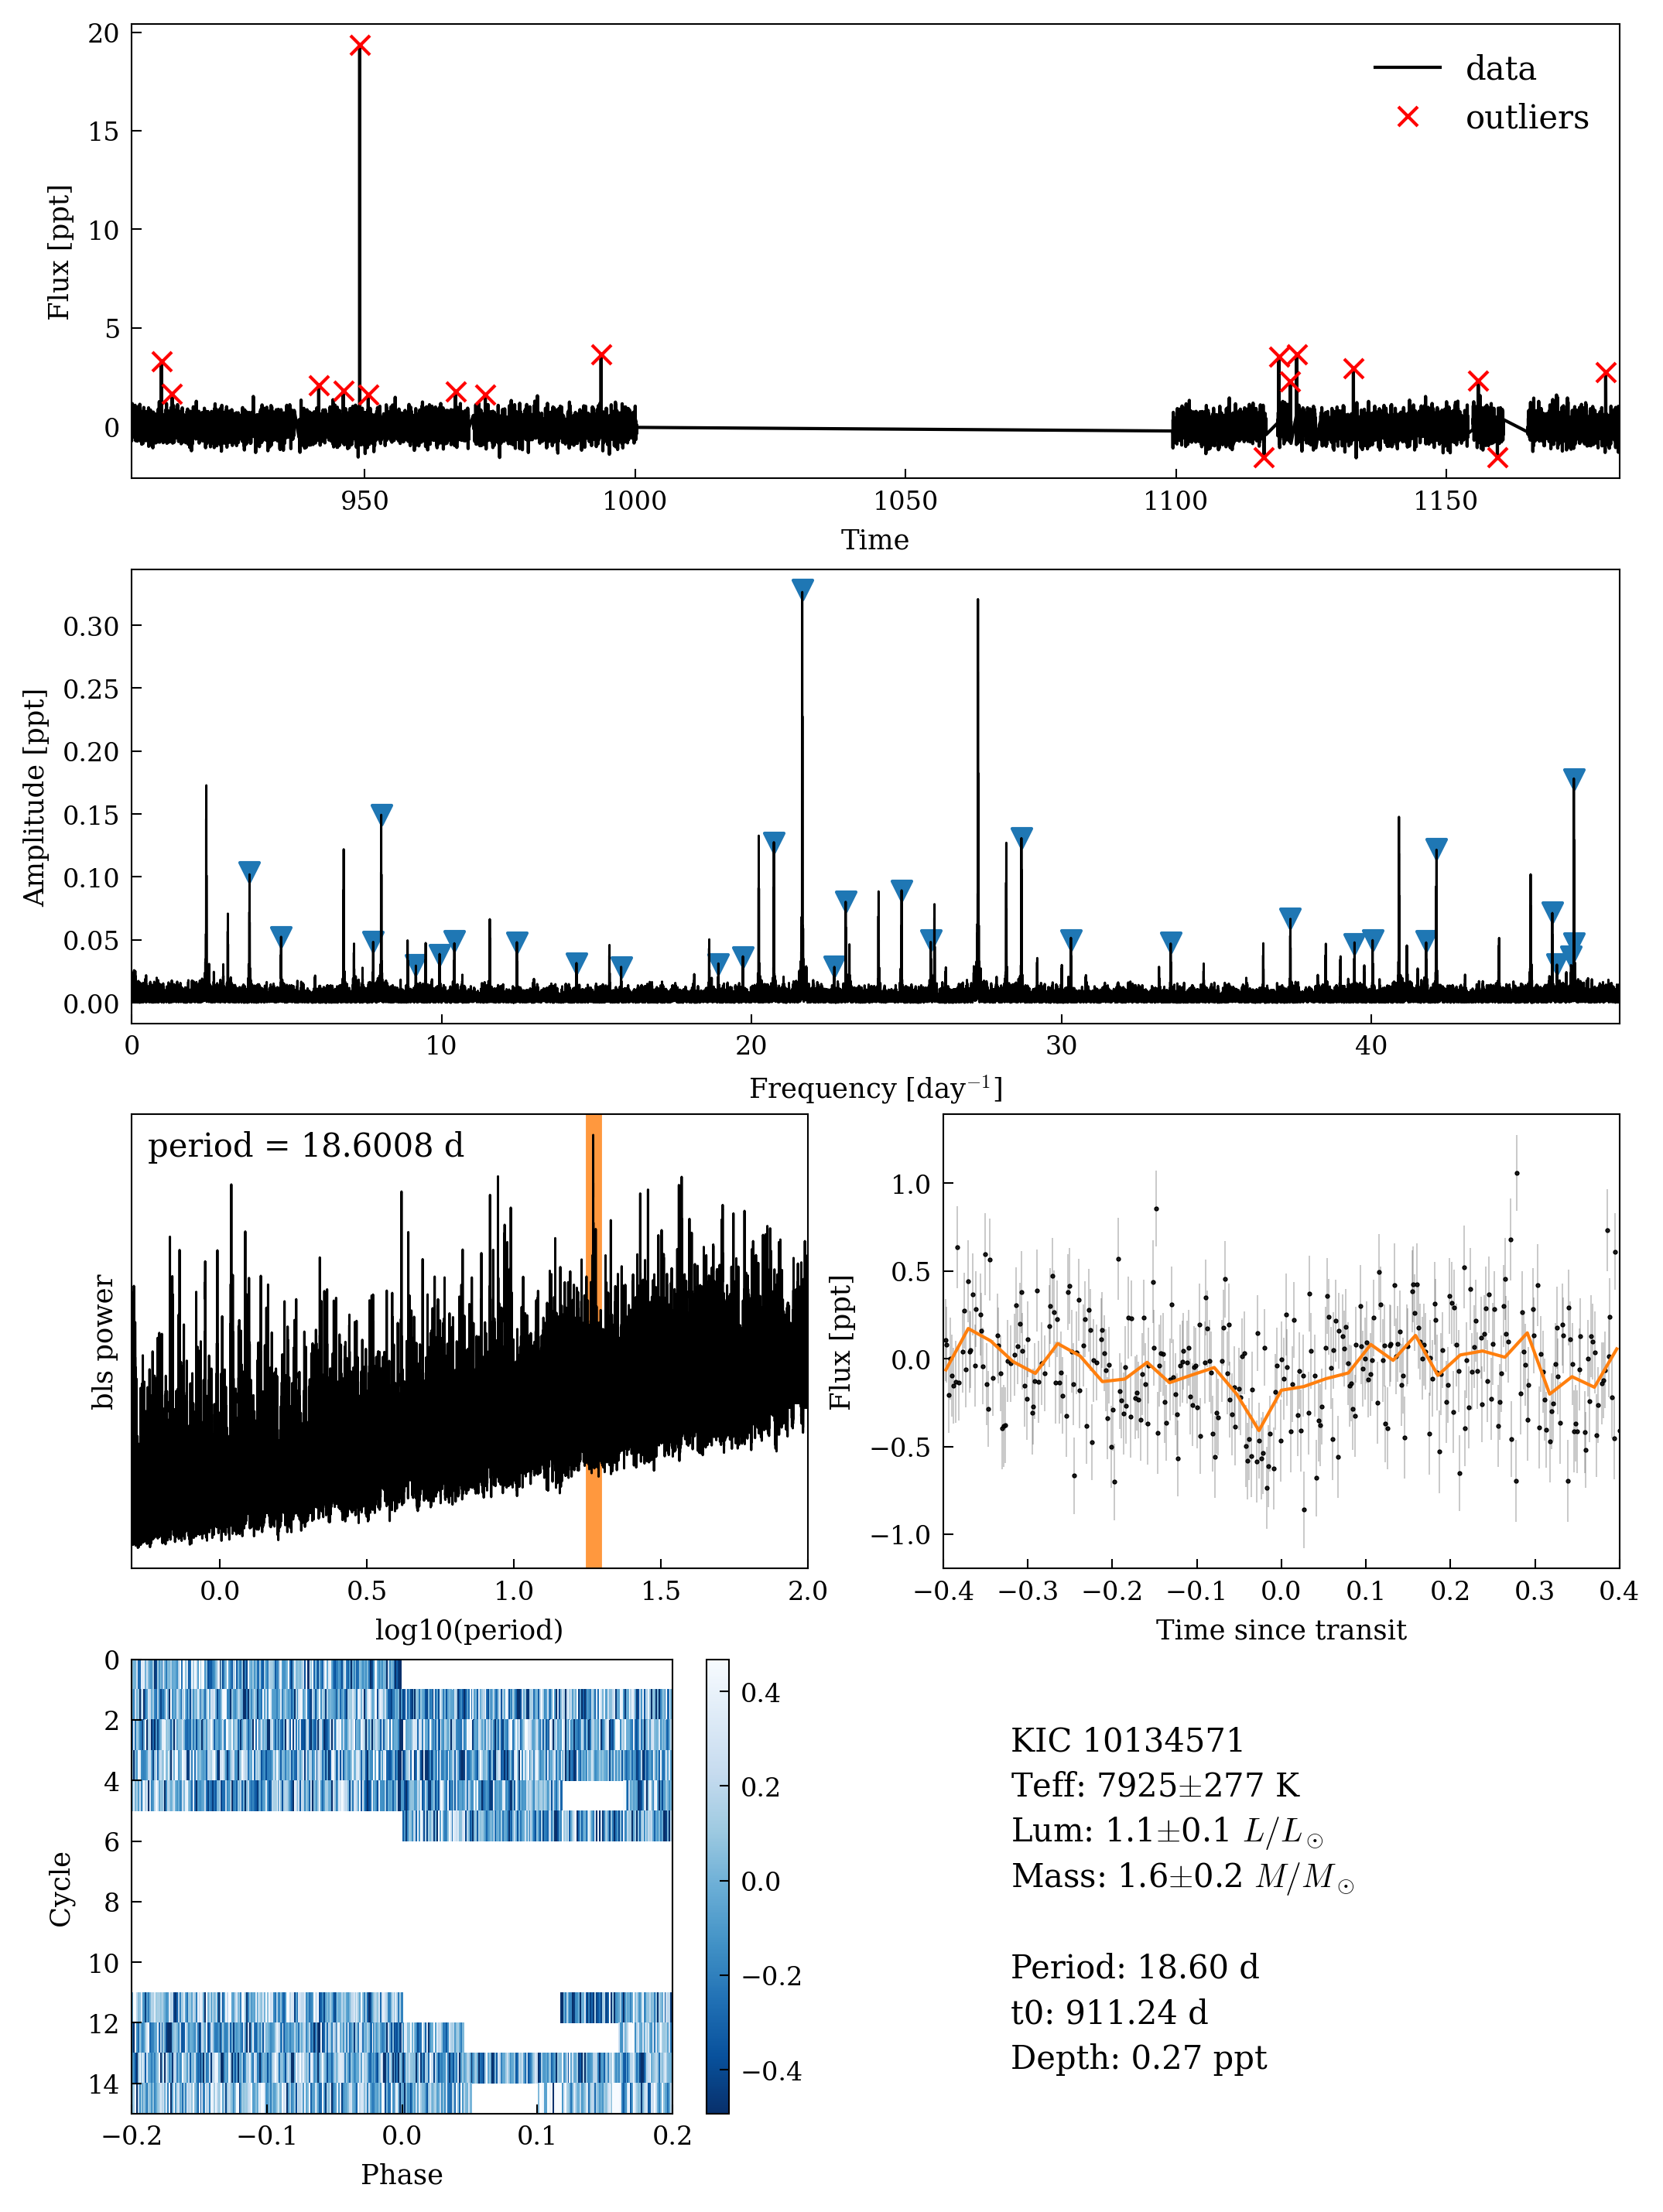 20
15
10
5
0
Flux [ppt]
data
outliers
950
1000
1050
1100
1150
Time
0.30
0.25
0.20
0.15
0.10
0.05
0.00
Amplitude [ppt]
0
10
20
30
40
Frequency [day⁻¹]
period = 18.6008 d
bls power
0.0
0.5
1.0
1.5
2.0
log10(period)
1.0
0.5
0.0
−0.5
−1.0
Flux [ppt]
−0.4
−0.3
−0.2
−0.1
0.0
0.1
0.2
0.3
0.4
Time since transit
0
2
4
6
8
10
12
14
Cycle
−0.2
−0.1
0.0
0.1
0.2
Phase
0.4
0.2
0.0
−0.2
−0.4
KIC 10134571
Teff: 7925±277 K
Lum: 1.1±0.1 L/L☉
Mass: 1.6±0.2 M/M☉
Period: 18.60 d
t0: 911.24 d
Depth: 0.27 ppt